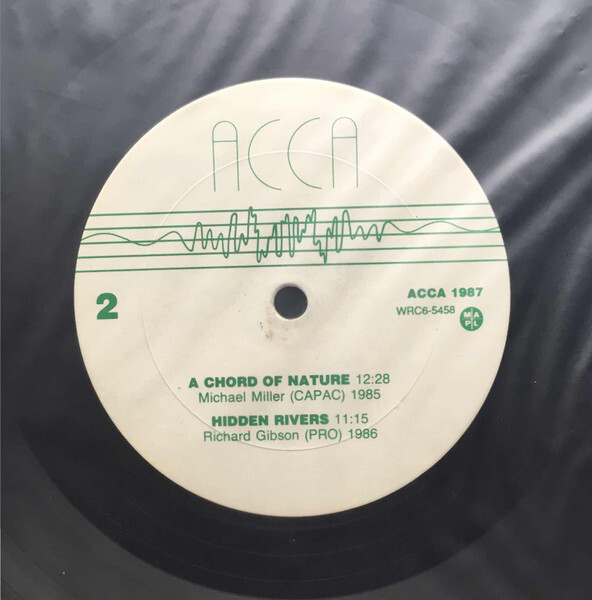 ACCA
2
ACCA 1987
WRC6-5458
M A
P L
A CHORD OF NATURE 12:28
Michael Miller (CAPAC) 1985
HIDDEN RIVERS 11:15
Richard Gibson (PRO) 1986